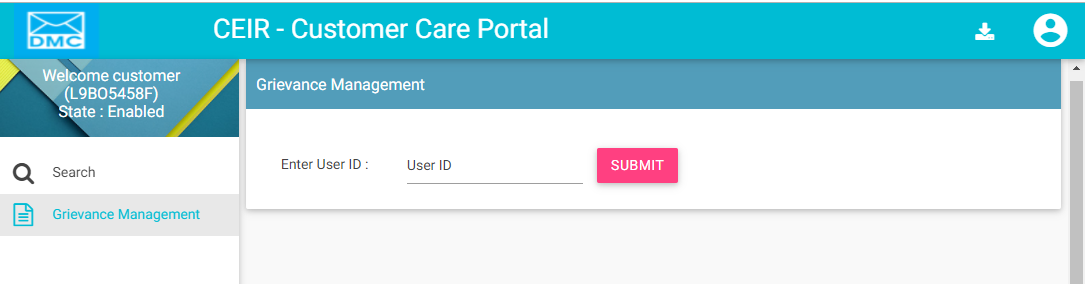 DMC
CEIR - Customer Care Portal
Welcome customer
(L9BO5458F)
State : Enabled
Grievance Management
Enter User ID :
User ID
SUBMIT
Search
Grievance Management